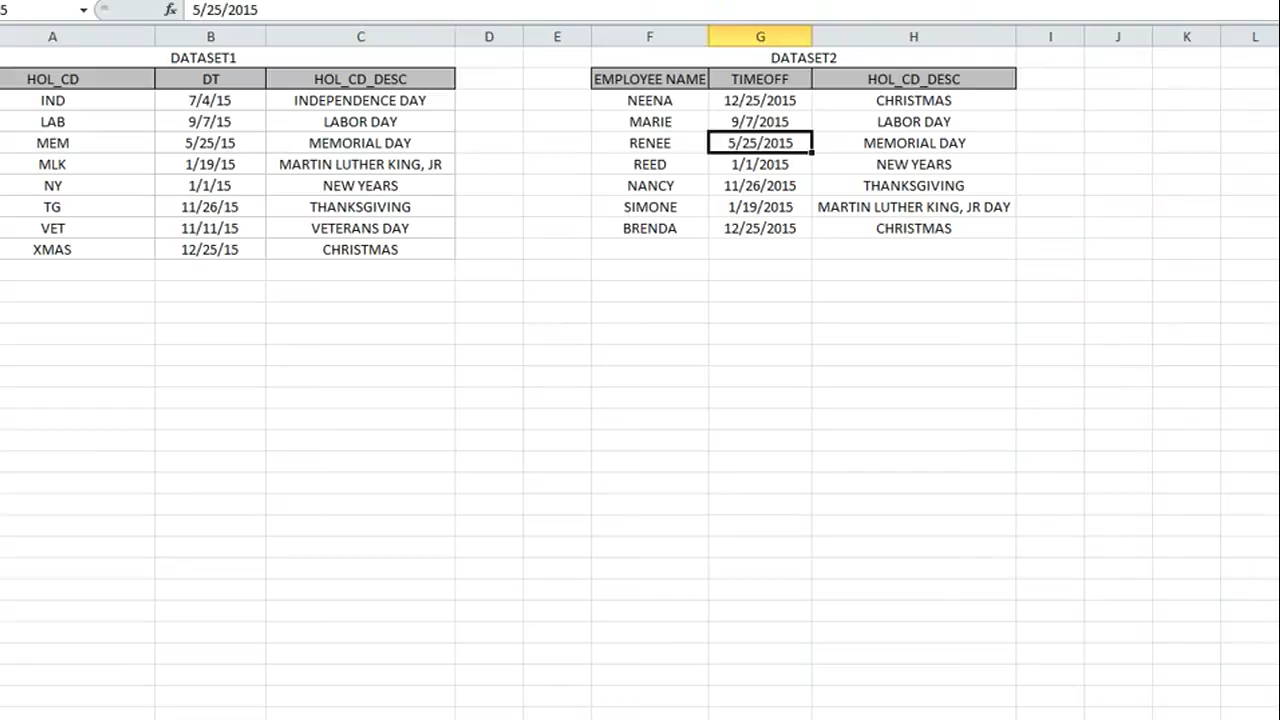 5 fx 5/25/2015
A B C D E F G H I J K L
DATASET1 DATASET2
HOL_CD DT HOL_CD_DESC EMPLOYEE NAME TIMEOFF HOL_CD_DESC
IND 7/4/15 INDEPENDENCE DAY NEENA 12/25/2015 CHRISTMAS
LAB 9/7/15 LABOR DAY MARIE 9/7/2015 LABOR DAY
MEM 5/25/15 MEMORIAL DAY RENEE 5/25/2015 MEMORIAL DAY
MLK 1/19/15 MARTIN LUTHER KING, JR REED 1/1/2015 NEW YEARS
NY 1/1/15 NEW YEARS NANCY 11/26/2015 THANKSGIVING
TG 11/26/15 THANKSGIVING SIMONE 1/19/2015 MARTIN LUTHER KING, JR DAY
VET 11/11/15 VETERANS DAY BRENDA 12/25/2015 CHRISTMAS
XMAS 12/25/15 CHRISTMAS